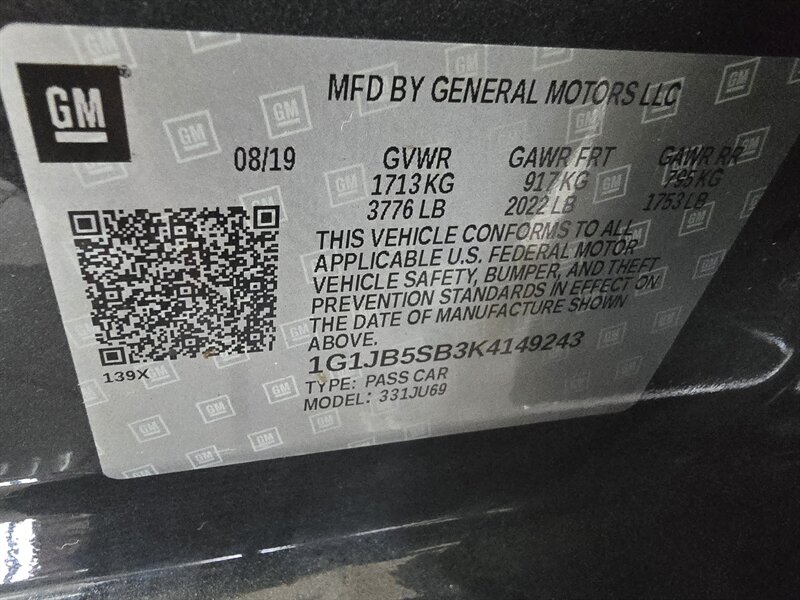 GM
MFD BY GENERAL MOTORS LLC
08/19 GVWR GAWR FRT GAWR RR
1713 KG 917 KG 795 KG
3776 LB 2022 LB 1753 LB
THIS VEHICLE CONFORMS TO ALL
APPLICABLE U.S. FEDERAL MOTOR
VEHICLE SAFETY, BUMPER, AND THEFT
PREVENTION STANDARDS IN EFFECT ON
THE DATE OF MANUFACTURE SHOWN
ABOVE.
1G1JB5SB3K4149243
139X
TYPE: PASS CAR
MODEL: 331JU69